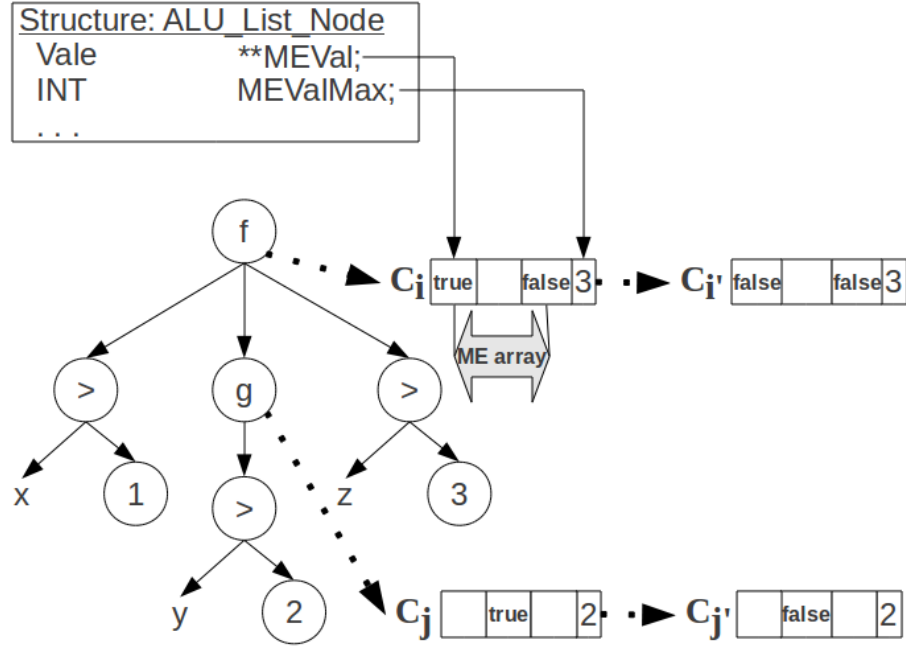 Structure: ALU_List_Node
Vale **MEVal;
INT MEValMax;
. . .
f
Ci true false 3
Ci' false false 3
ME array
> g >
x 1 z 3
>
y 2
Cj true 2
Cj' false 2